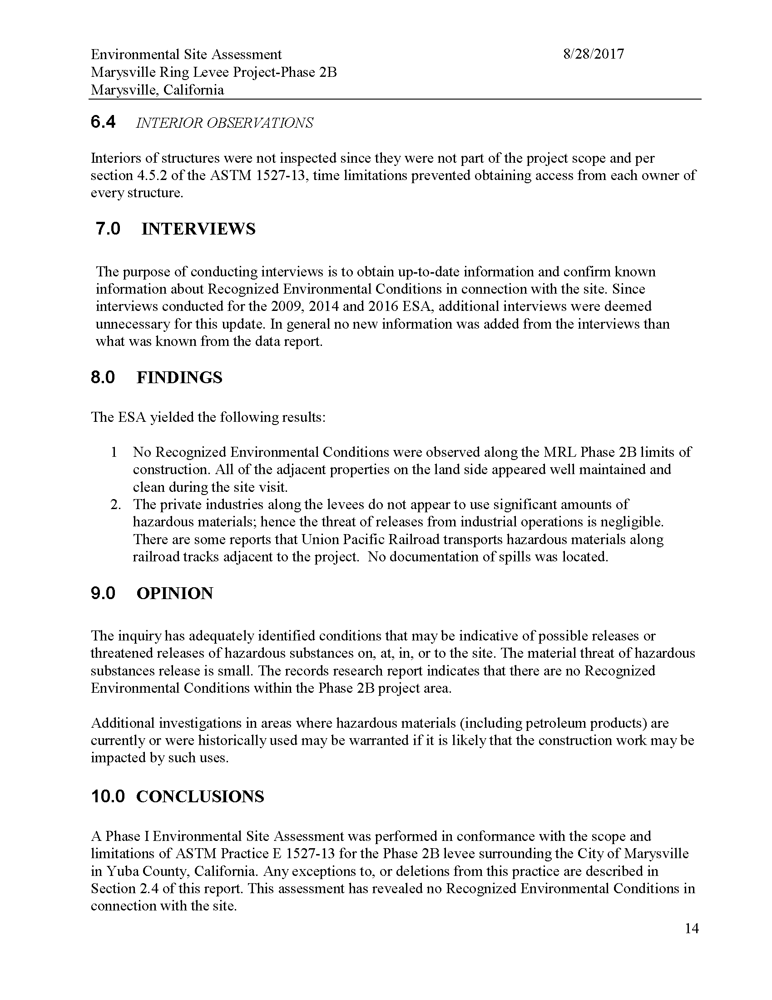 Environmental Site Assessment 8/28/2017
Marysville Ring Levee Project-Phase 2B
Marysville, California
6.4 INTERIOR OBSERVATIONS
Interiors of structures were not inspected since they were not part of the project scope and per
section 4.5.2 of the ASTM 1527-13, time limitations prevented obtaining access from each owner of
every structure.
7.0 INTERVIEWS
The purpose of conducting interviews is to obtain up-to-date information and confirm known
information about Recognized Environmental Conditions in connection with the site. Since
interviews conducted for the 2009, 2014 and 2016 ESA, additional interviews were deemed
unnecessary for this update. In general no new information was added from the interviews than
what was known from the data report.
8.0 FINDINGS
The ESA yielded the following results:
1 No Recognized Environmental Conditions were observed along the MRL Phase 2B limits of
construction. All of the adjacent properties on the land side appeared well maintained and
clean during the site visit.
2. The private industries along the levees do not appear to use significant amounts of
hazardous materials; hence the threat of releases from industrial operations is negligible.
There are some reports that Union Pacific Railroad transports hazardous materials along
railroad tracks adjacent to the project.  No documentation of spills was located.
9.0 OPINION
The inquiry has adequately identified conditions that may be indicative of possible releases or
threatened releases of hazardous substances on, at, in, or to the site. The material threat of hazardous
substances release is small. The records research report indicates that there are no Recognized
Environmental Conditions within the Phase 2B project area.
Additional investigations in areas where hazardous materials (including petroleum products) are
currently or were historically used may be warranted if it is likely that the construction work may be
impacted by such uses.
10.0 CONCLUSIONS
A Phase I Environmental Site Assessment was performed in conformance with the scope and
limitations of ASTM Practice E 1527-13 for the Phase 2B levee surrounding the City of Marysville
in Yuba County, California. Any exceptions to, or deletions from this practice are described in
Section 2.4 of this report. This assessment has revealed no Recognized Environmental Conditions in
connection with the site.
14